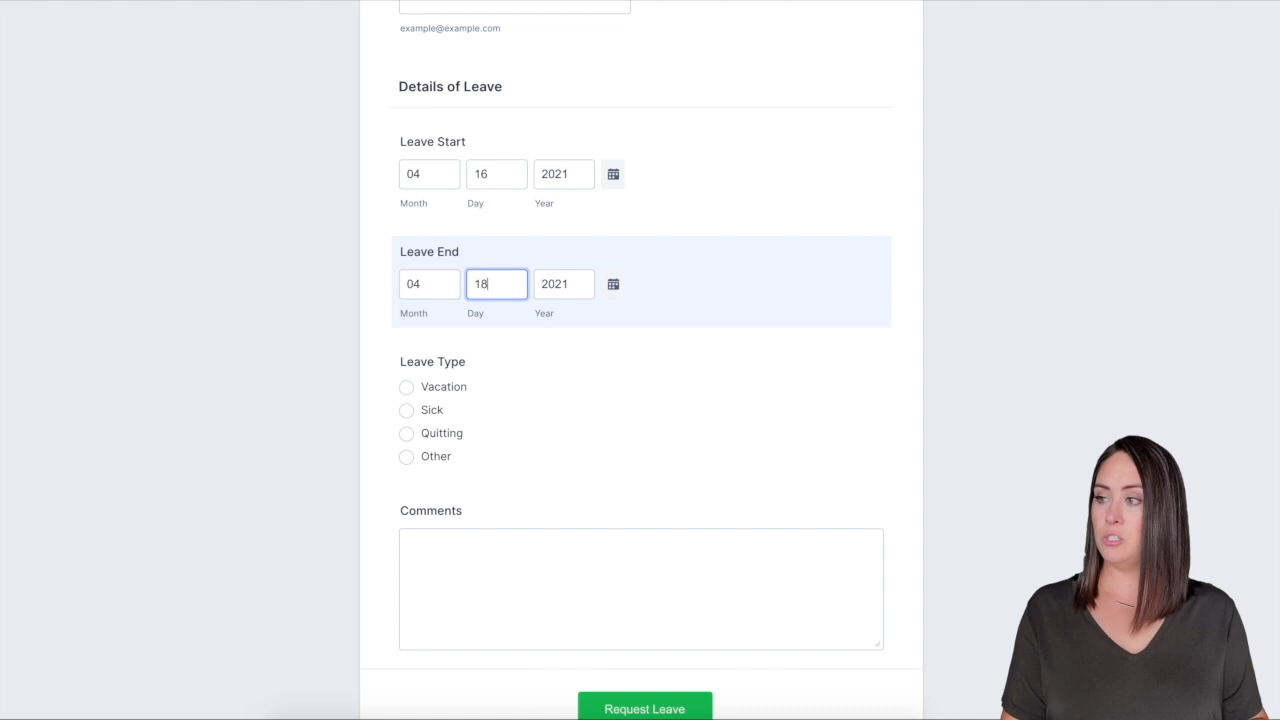 example@example.com
Details of Leave
Leave Start
04 16 2021
Month Day Year
Leave End
04 18 2021
Month Day Year
Leave Type
Vacation
Sick
Quitting
Other
Comments
Request Leave